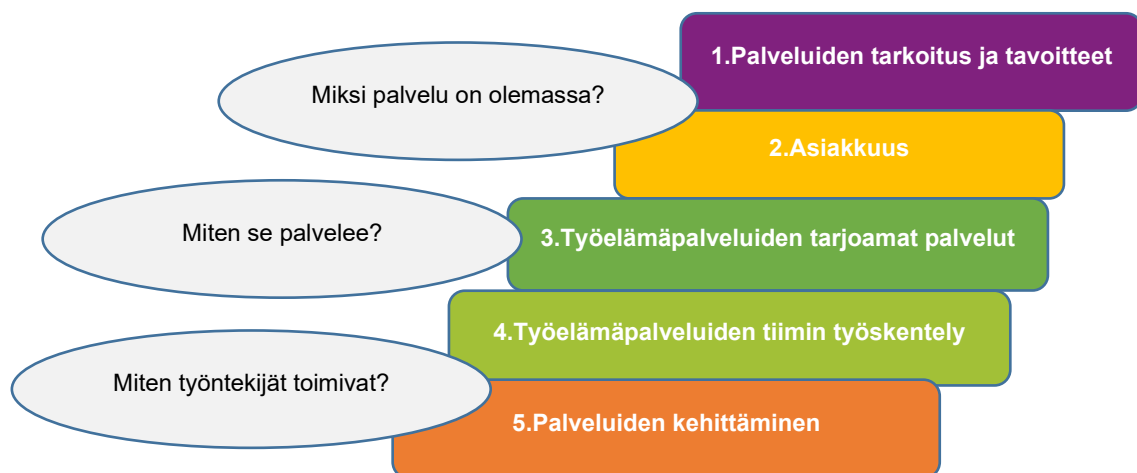 1.Palveluiden tarkoitus ja tavoitteet
Miksi palvelu on olemassa?
2.Asiakkuus
Miten se palvelee?
3.Työelämäpalveluiden tarjoamat palvelut
4.Työelämäpalveluiden tiimin työskentely
Miten työntekijät toimivat?
5.Palveluiden kehittäminen